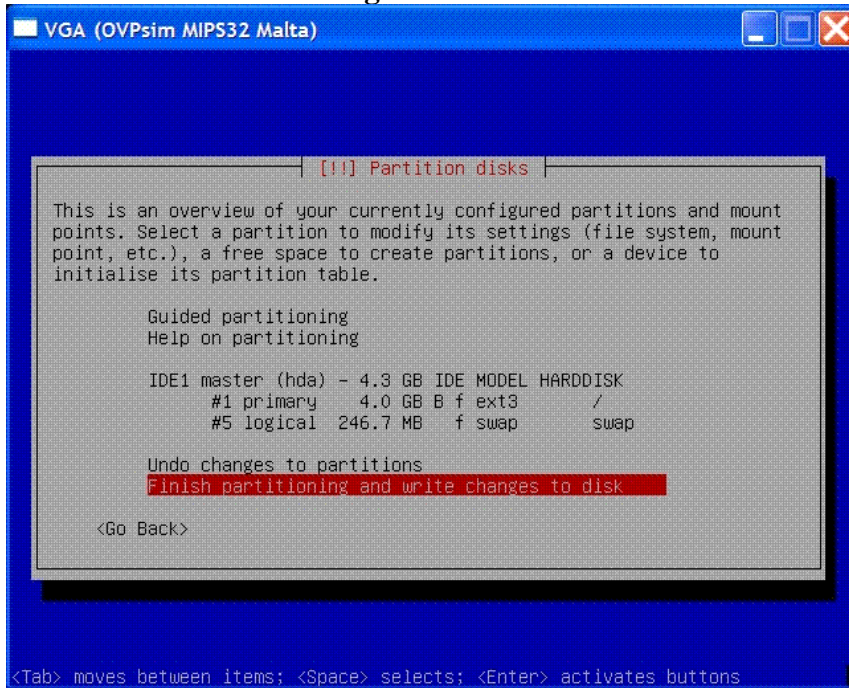 VGA (OVPsim MIPS32 Malta)
[!!] Partition disks
This is an overview of your currently configured partitions and mount
points. Select a partition to modify its settings (file system, mount
point, etc.), a free space to create partitions, or a device to
initialise its partition table.
Guided partitioning
Help on partitioning
IDE1 master (hda) - 4.3 GB IDE MODEL HARDDISK
#1 primary 4.0 GB B f ext3 /
#5 logical 246.7 MB f swap swap
Undo changes to partitions
Finish partitioning and write changes to disk
<Go Back>
<Tab> moves between items; <Space> selects; <Enter> activates buttons